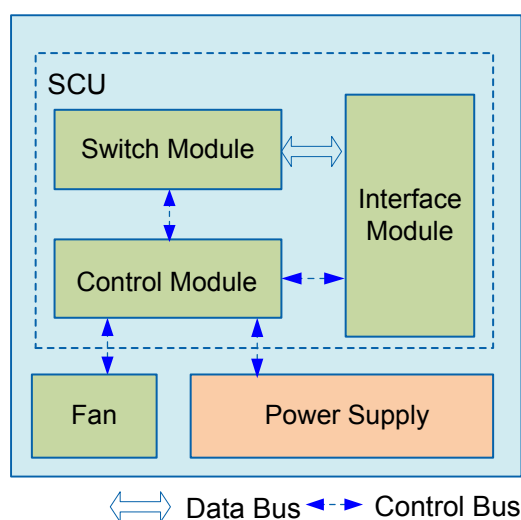 SCU
Switch Module
Interface
Module
Control Module
Fan
Power Supply
Data Bus
Control Bus